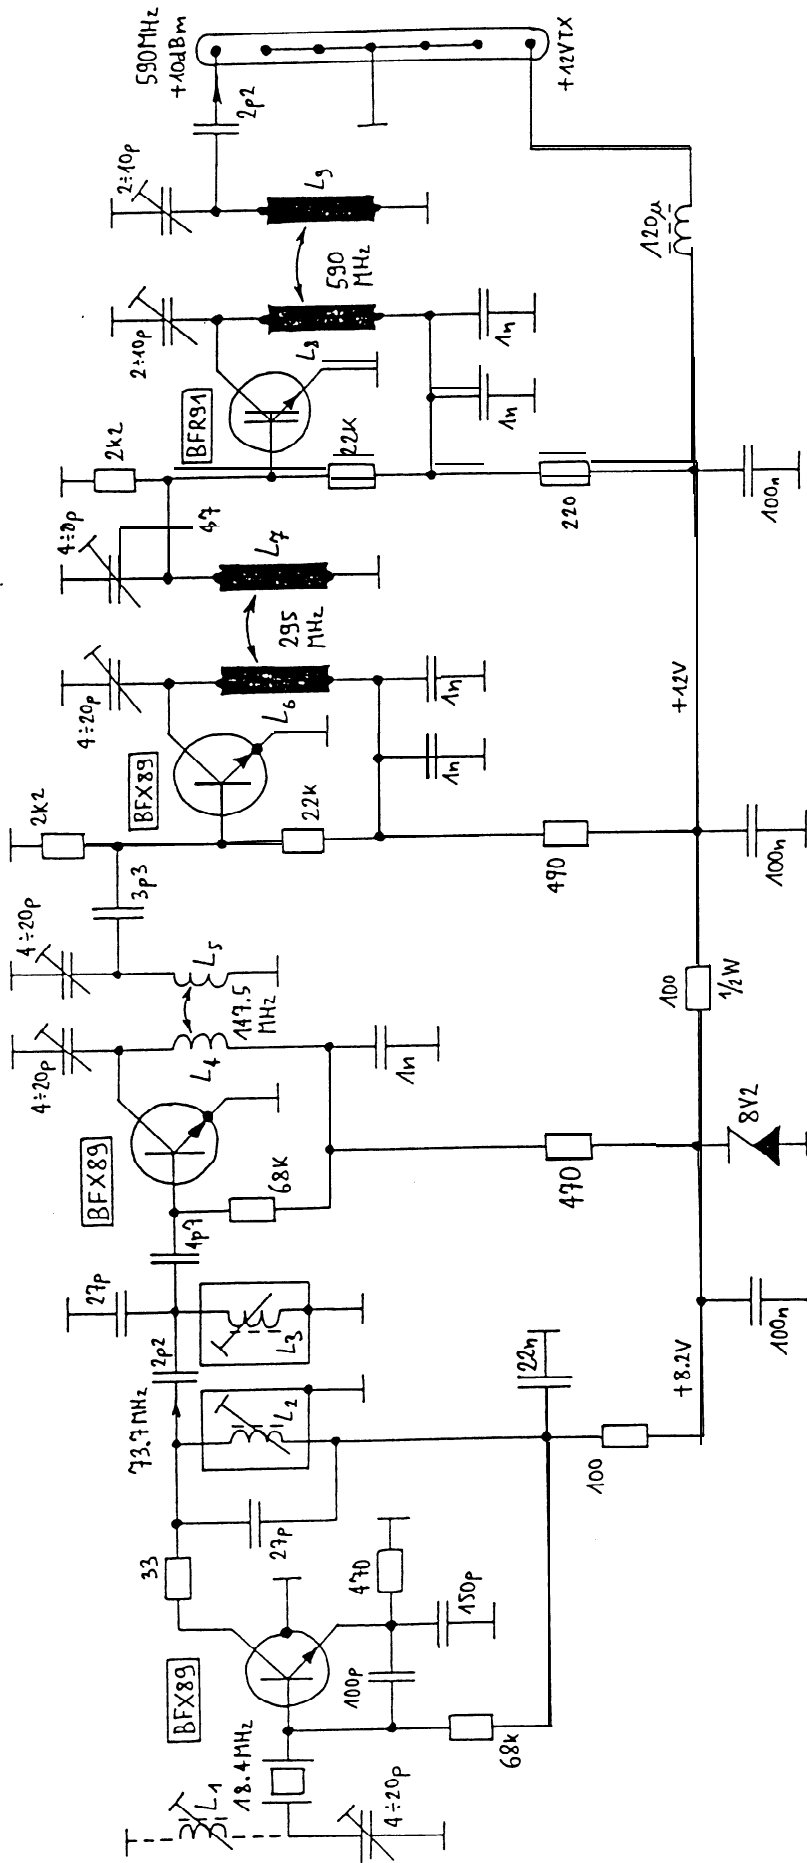 590MHz
+10dBm
2p2
+12VTX
2÷10p
L9
590
MHz
120µ
2÷10p
L8
1n
1n
BFR91
2k2
22K
220
100n
4÷20p
47
L7
295
MHz
4÷20p
L6
1n
1n
+12V
BFX89
2k2
22k
490
100n
3p3
4÷20p
L5
147.5
MHz
100
1/2W
4÷20p
L4
1n
BFX89
68K
470
8V2
4p7
27p
L3
2p2
22n
100n
+8.2V
73.7MHz
L2
100
27p
33
470
150p
BFX89
100p
68k
18.4MHz
L1
4÷20p